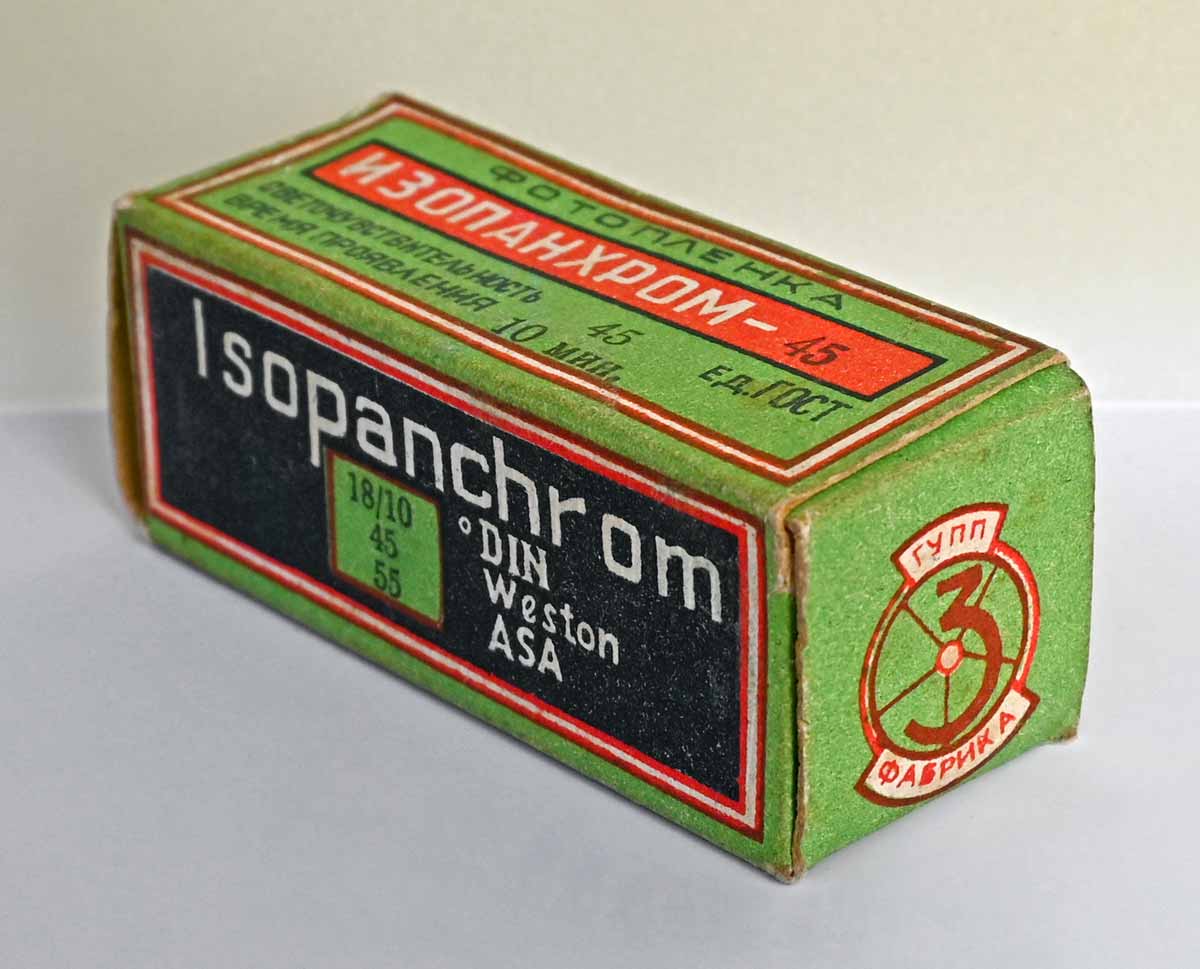 ФОТОПЛЕНКА
ИЗОПАНХРОМ- 45
СВЕТОЧУВСТВИТЕЛЬНОСТЬ 45 ЕД.ГОСТ
ВРЕМЯ ПРОЯВЛЕНИЯ 10 МИН.
Isopanchrom
18/10 °DIN
45 Weston
55 ASA
ГУПП
3
ФАБРИКА